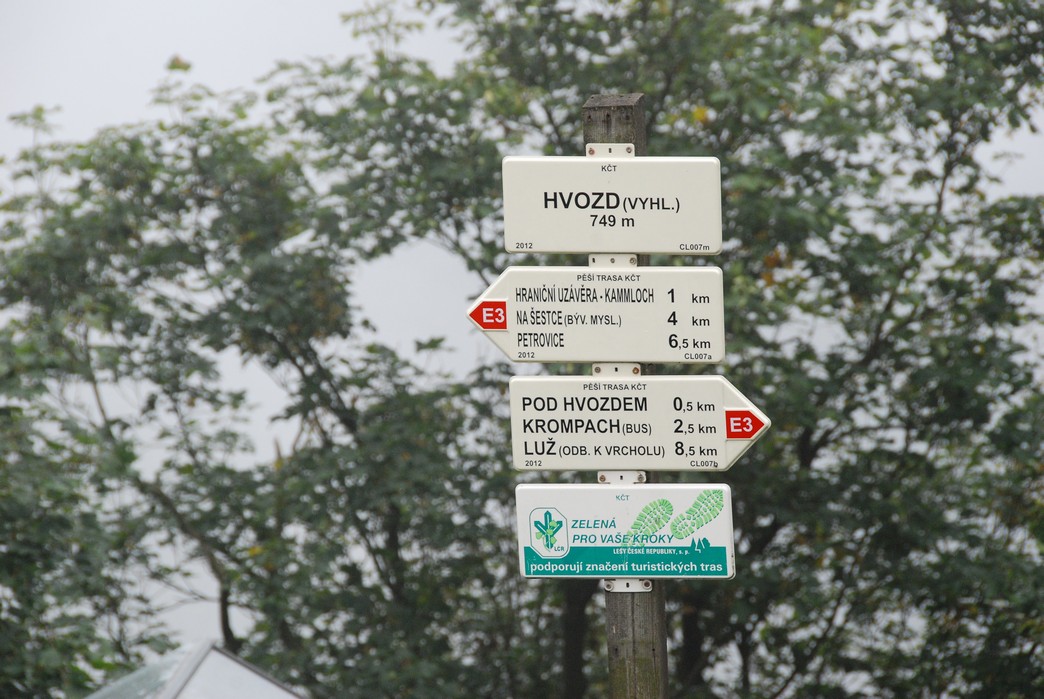 KČT
HVOZD (VYHL.)
749 m
2012 CL007m
PĚŠÍ TRASA KČT
HRANIČNÍ UZÁVĚRA - KAMMLOCH 1 km
E3 NA ŠESTCE (BÝV. MYSL.) 4 km
PETROVICE 6,5 km
2012 CL007a
PĚŠÍ TRASA KČT
POD HVOZDEM 0,5 km
KROMPACH (BUS) 2,5 km E3
LUŽ (ODB. K VRCHOLU) 8,5 km
2012 CL007b
KČT
ZELENÁ
PRO VAŠE KROKY
LČR LESY ČESKÉ REPUBLIKY, s. p.
podporují značení turistických tras